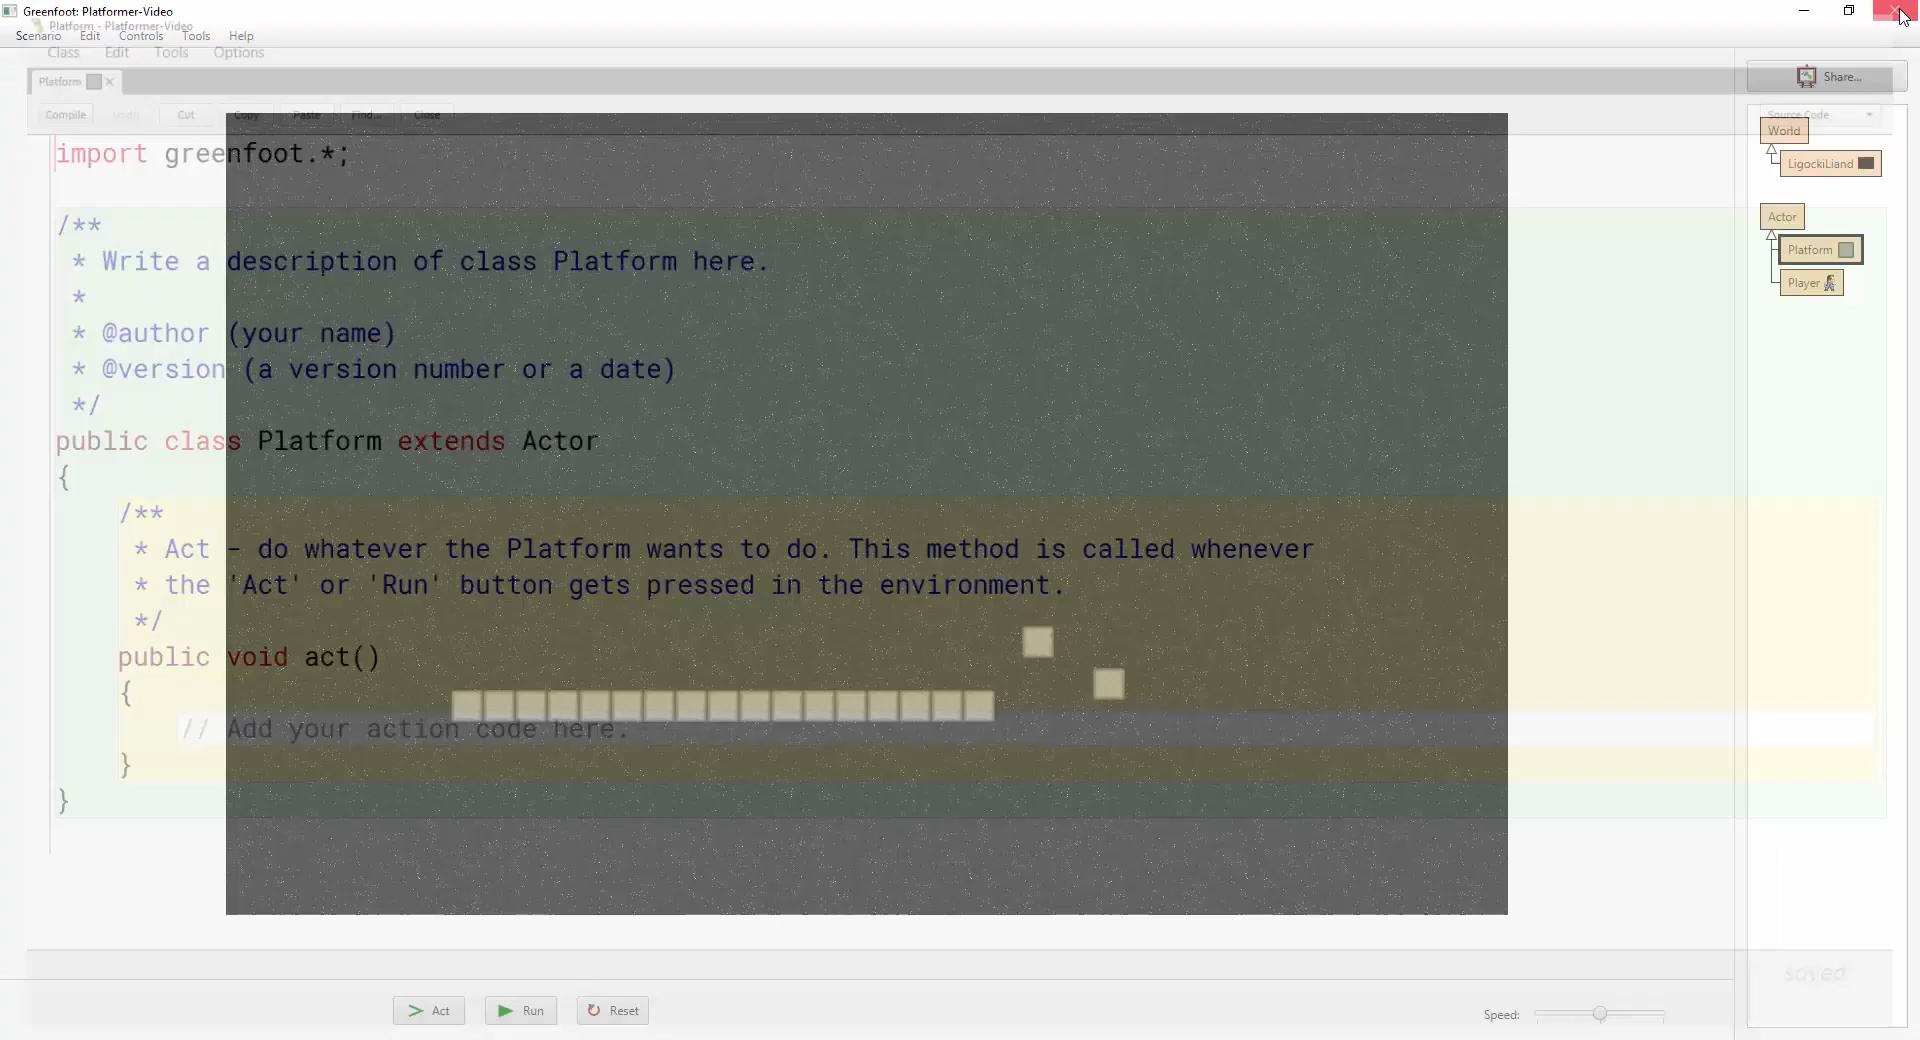 Greenfoot: Platformer-Video
Platform - Platformer-Video
Scenario Edit Controls Tools Help
Class Edit Tools Options
Platform
Share...
Compile Undo Cut Copy Paste Find... Close
Source Code
World
LigockiLiand
Actor
Platform
Player
import greenfoot.*;
/**
* Write a description of class Platform here.
*
* @author (your name)
* @version (a version number or a date)
*/
public class Platform extends Actor
{
/**
* Act - do whatever the Platform wants to do. This method is called whenever
* the 'Act' or 'Run' button gets pressed in the environment.
*/
public void act()
{
// Add your action code here.
}
}
saved
Act Run Reset
Speed: